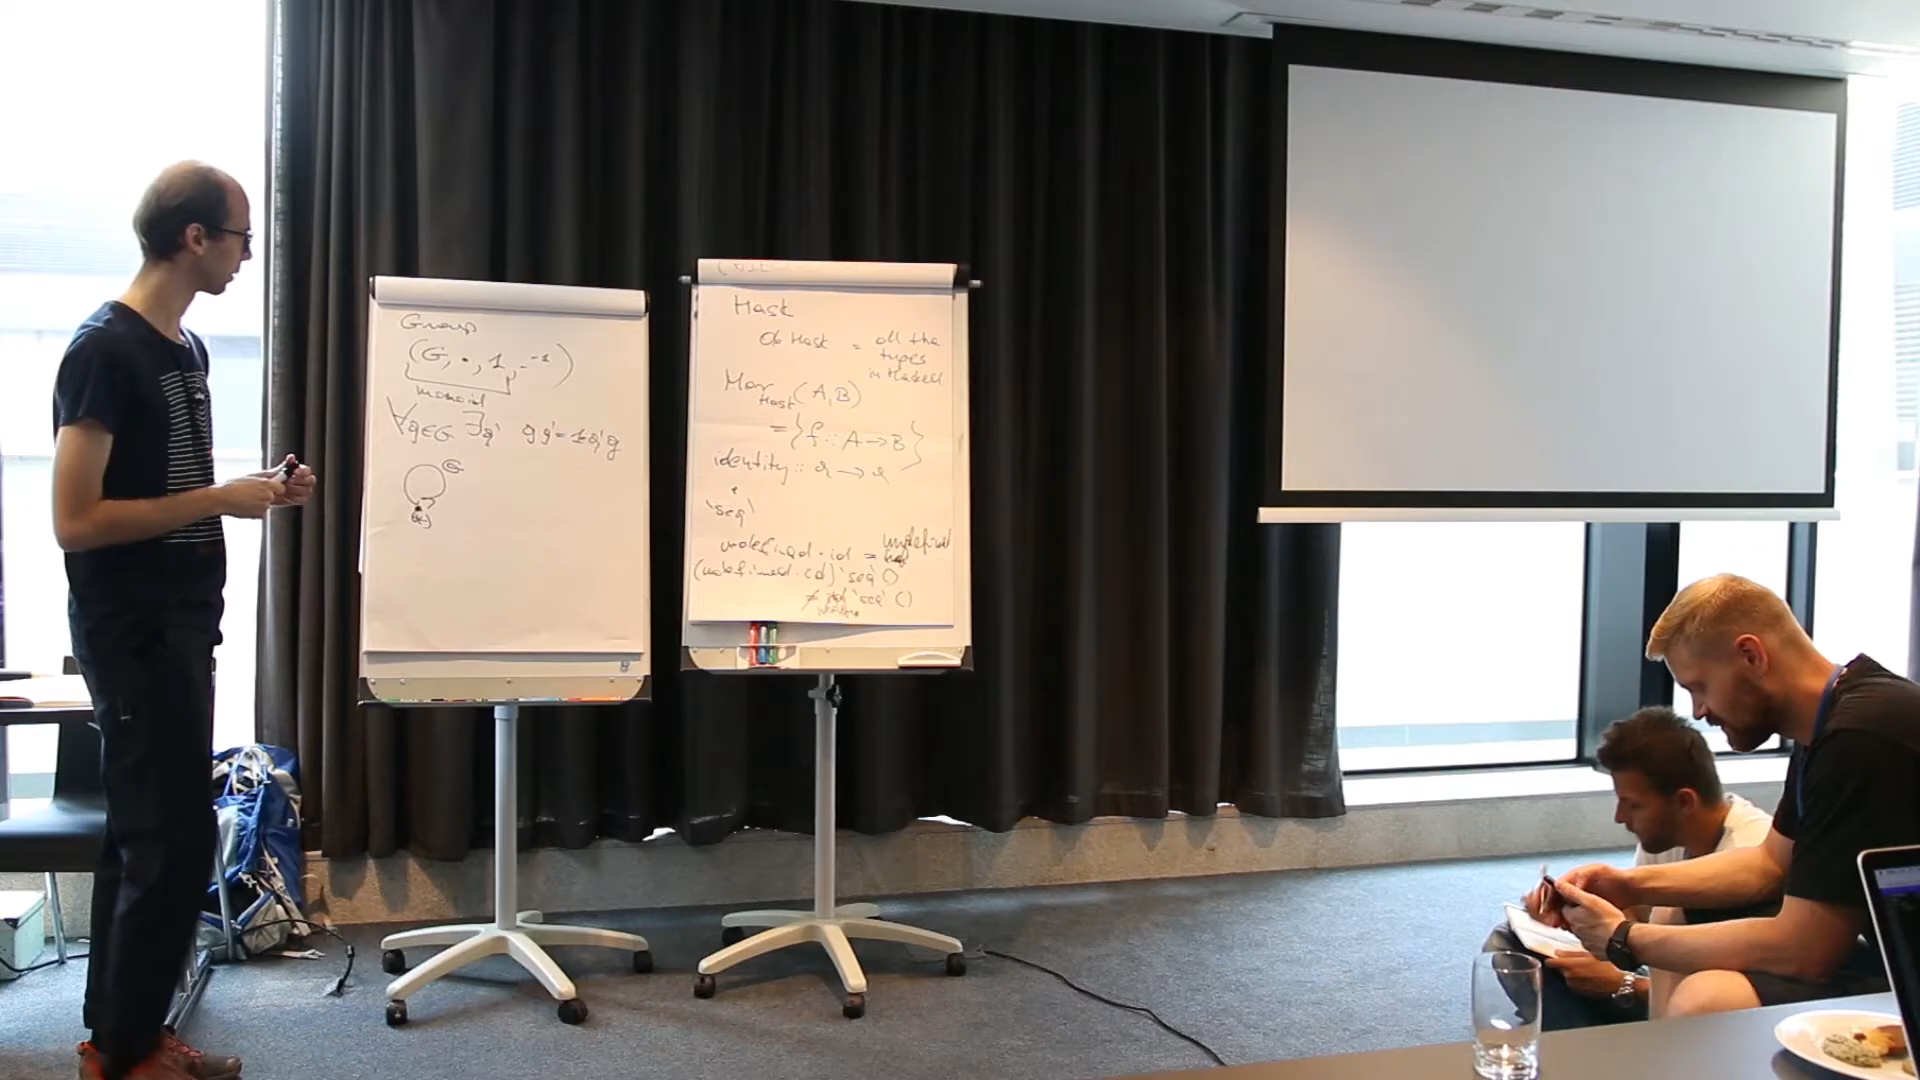 Group
(G, ·, 1, _⁻¹)
monoid
∀g∈G ∃g' gg'=1=g'g
G
Hask
Ob Hask = all the
types
in Haskell
Mor
Hask (A,B)
= {f :: A → B}
identity :: a → a
`seq`
undefined . id = undefined
(undefined . id) `seq` ()
≠ `seq` ()